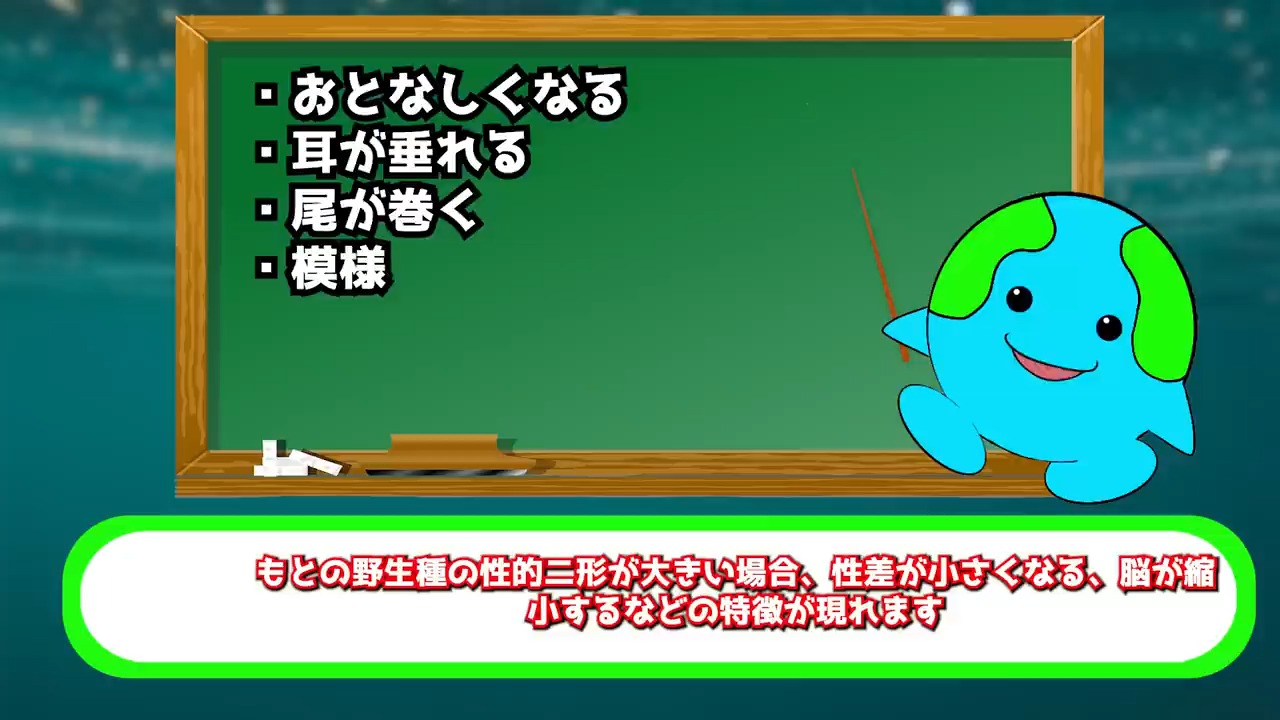 ・おとなしくなる
・耳が垂れる
・尾が巻く
・模様
もとの野生種の性的二形が大きい場合、性差が小さくなる、脳が縮
小するなどの特徴が現れます